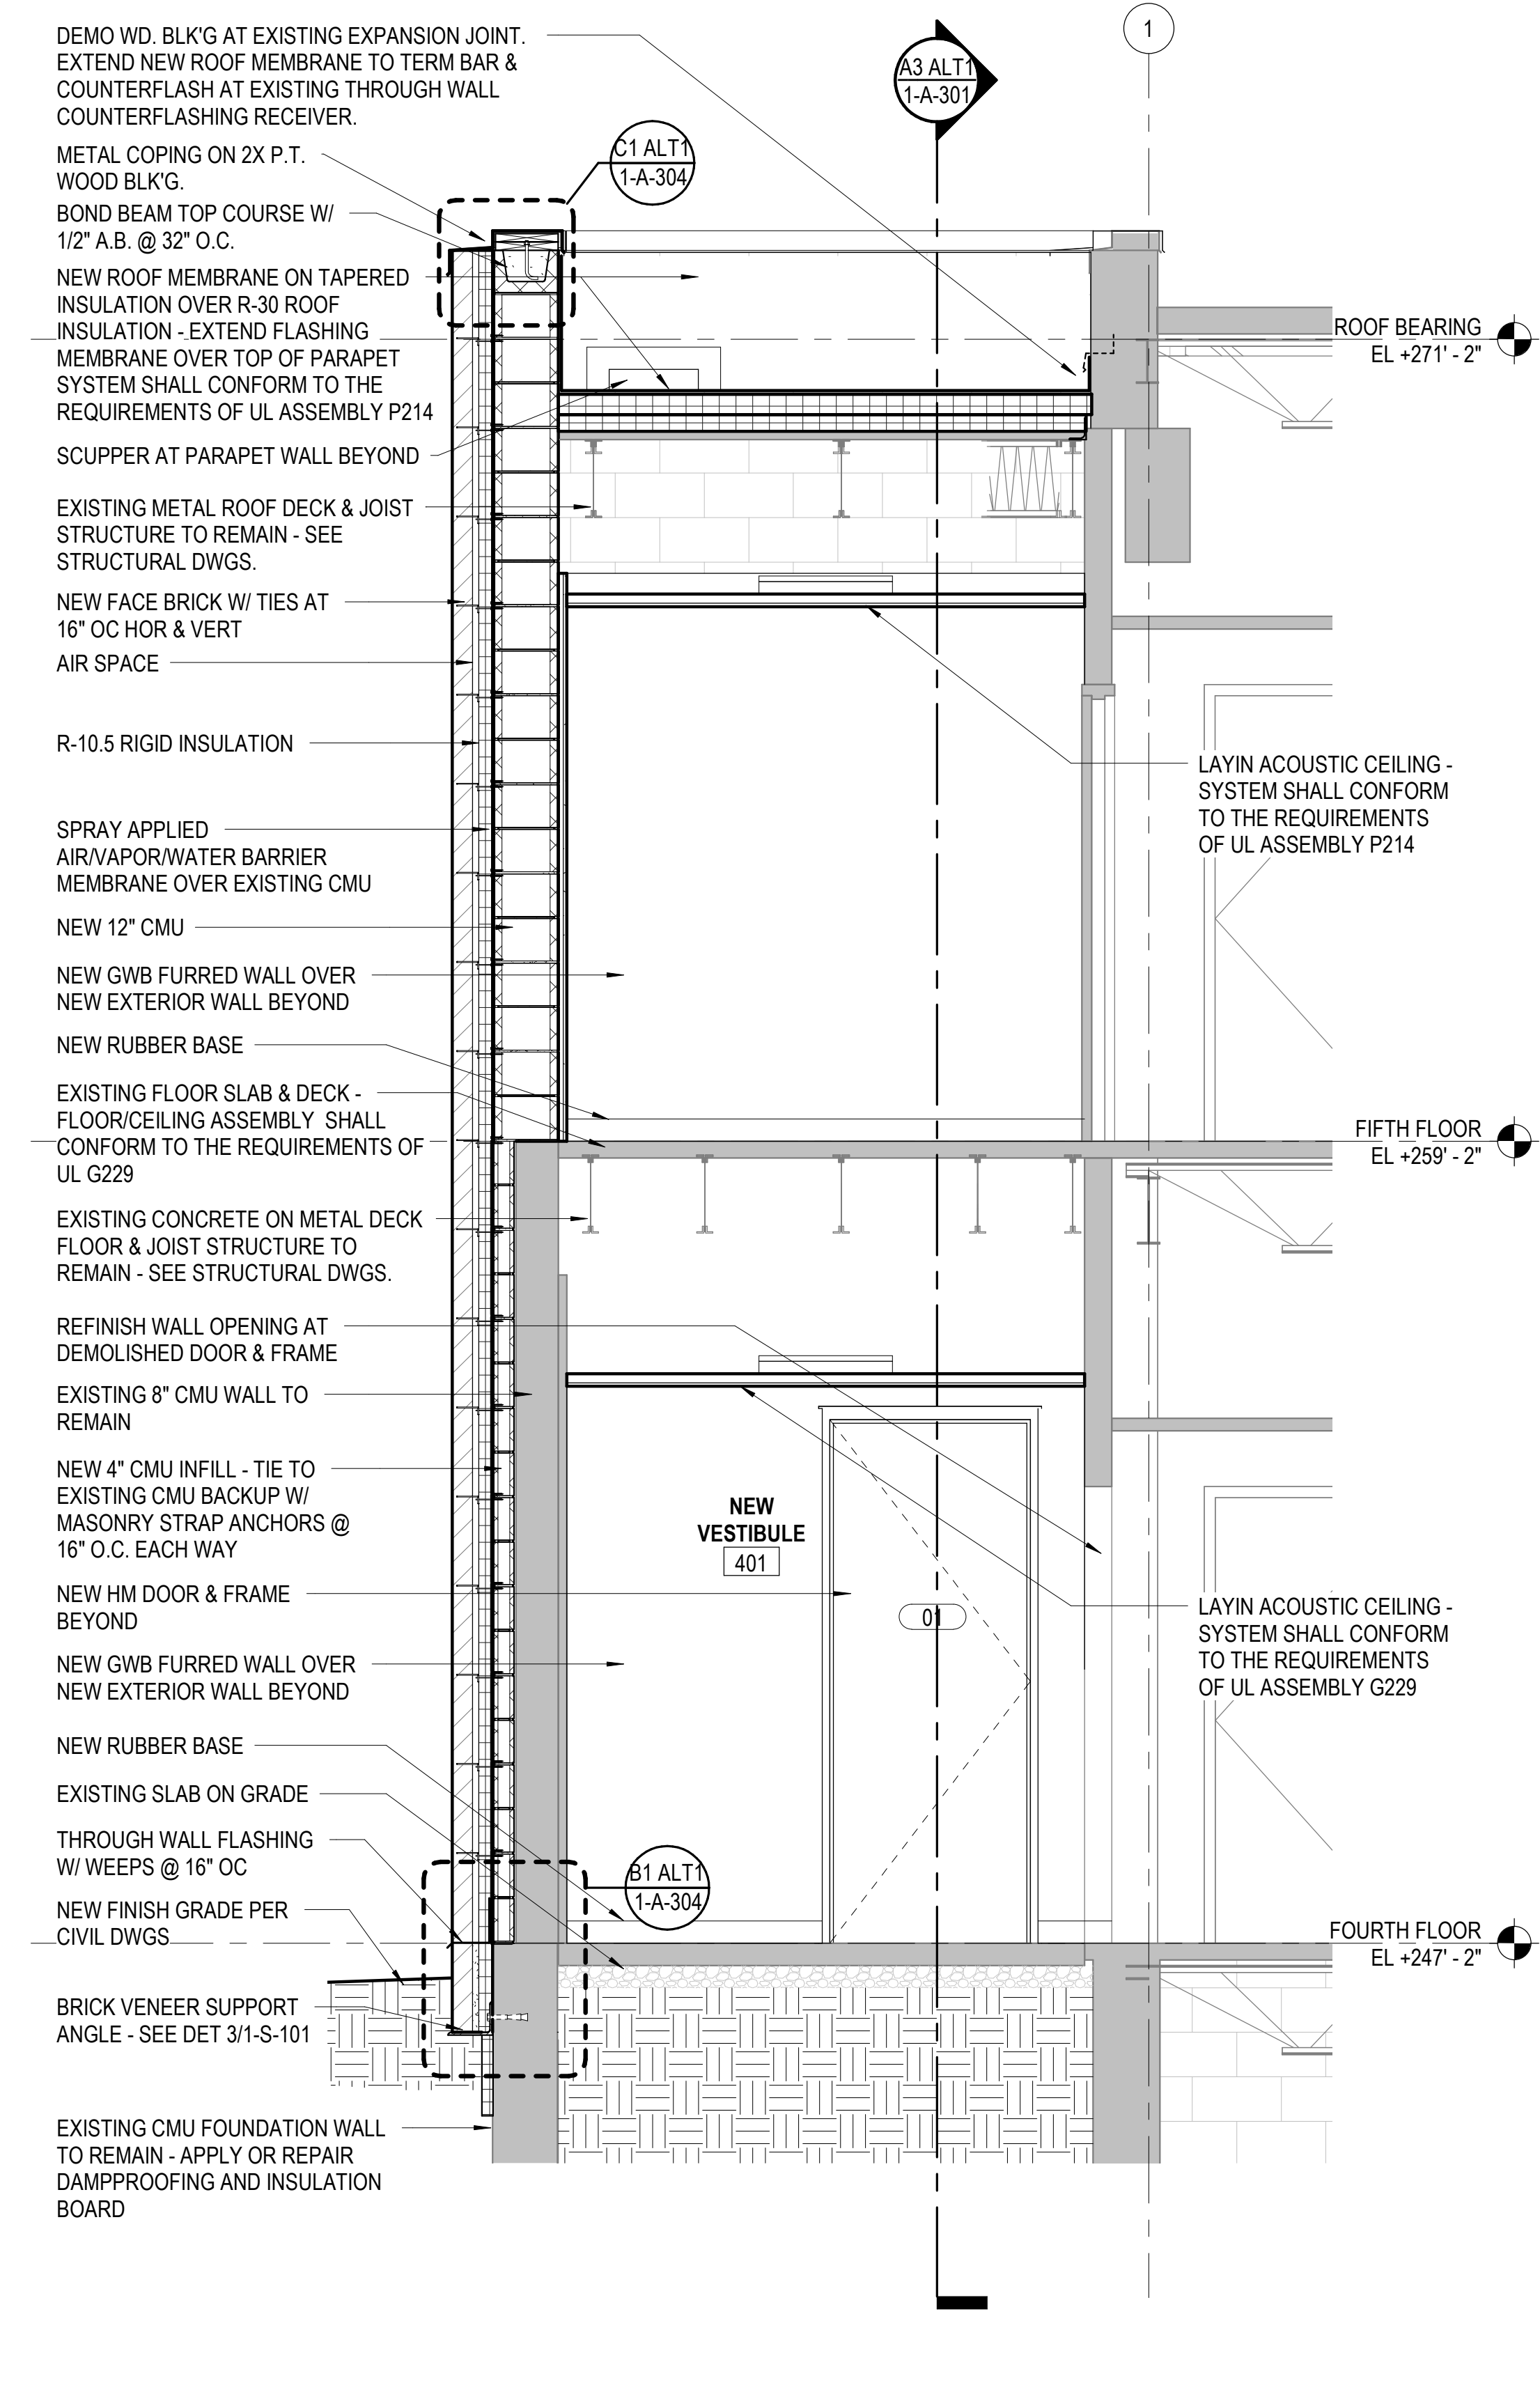 DEMO WD. BLK'G AT EXISTING EXPANSION JOINT.
EXTEND NEW ROOF MEMBRANE TO TERM BAR &
COUNTERFLASH AT EXISTING THROUGH WALL
COUNTERFLASHING RECEIVER.
METAL COPING ON 2X P.T.
WOOD BLK'G.
BOND BEAM TOP COURSE W/
1/2" A.B. @ 32" O.C.
NEW ROOF MEMBRANE ON TAPERED
INSULATION OVER R-30 ROOF
INSULATION - EXTEND FLASHING
MEMBRANE OVER TOP OF PARAPET
SYSTEM SHALL CONFORM TO THE
REQUIREMENTS OF UL ASSEMBLY P214
SCUPPER AT PARAPET WALL BEYOND
EXISTING METAL ROOF DECK & JOIST
STRUCTURE TO REMAIN - SEE
STRUCTURAL DWGS.
NEW FACE BRICK W/ TIES AT
16" OC HOR & VERT
AIR SPACE
R-10.5 RIGID INSULATION
SPRAY APPLIED
AIR/VAPOR/WATER BARRIER
MEMBRANE OVER EXISTING CMU
NEW 12" CMU
NEW GWB FURRED WALL OVER
NEW EXTERIOR WALL BEYOND
NEW RUBBER BASE
EXISTING FLOOR SLAB & DECK -
FLOOR/CEILING ASSEMBLY SHALL
CONFORM TO THE REQUIREMENTS OF
UL G229
EXISTING CONCRETE ON METAL DECK
FLOOR & JOIST STRUCTURE TO
REMAIN - SEE STRUCTURAL DWGS.
REFINISH WALL OPENING AT
DEMOLISHED DOOR & FRAME
EXISTING 8" CMU WALL TO
REMAIN
NEW 4" CMU INFILL - TIE TO
EXISTING CMU BACKUP W/
MASONRY STRAP ANCHORS @
16" O.C. EACH WAY
NEW HM DOOR & FRAME
BEYOND
NEW GWB FURRED WALL OVER
NEW EXTERIOR WALL BEYOND
NEW RUBBER BASE
EXISTING SLAB ON GRADE
THROUGH WALL FLASHING
W/ WEEPS @ 16" OC
NEW FINISH GRADE PER
CIVIL DWGS
BRICK VENEER SUPPORT
ANGLE - SEE DET 3/1-S-101
EXISTING CMU FOUNDATION WALL
TO REMAIN - APPLY OR REPAIR
DAMPPROOFING AND INSULATION
BOARD
C1 ALT1
1-A-304
A3 ALT1
1-A-301
1
NEW
VESTIBULE
401
01
B1 ALT1
1-A-304
ROOF BEARING
EL +271' - 2"
LAYIN ACOUSTIC CEILING -
SYSTEM SHALL CONFORM
TO THE REQUIREMENTS
OF UL ASSEMBLY P214
FIFTH FLOOR
EL +259' - 2"
LAYIN ACOUSTIC CEILING -
SYSTEM SHALL CONFORM
TO THE REQUIREMENTS
OF UL ASSEMBLY G229
FOURTH FLOOR
EL +247' - 2"